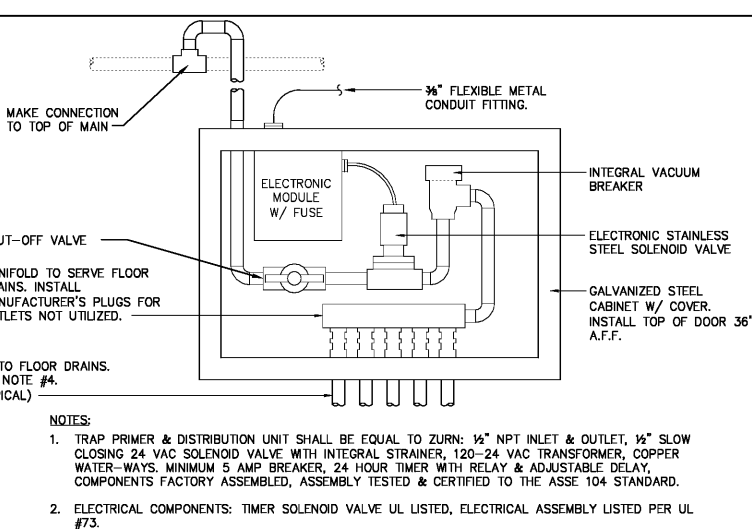 MAKE CONNECTION
TO TOP OF MAIN
⅜" FLEXIBLE METAL
CONDUIT FITTING.
ELECTRONIC
MODULE
W/ FUSE
INTEGRAL VACUUM
BREAKER
UT-OFF VALVE
ELECTRONIC STAINLESS
STEEL SOLENOID VALVE
NIFOLD TO SERVE FLOOR
AINS. INSTALL
NUFACTURER'S PLUGS FOR
TLETS NOT UTILIZED.
GALVANIZED STEEL
CABINET W/ COVER.
INSTALL TOP OF DOOR 36"
A.F.F.
TO FLOOR DRAINS.
NOTE #4.
PICAL)
NOTES:
1. TRAP PRIMER & DISTRIBUTION UNIT SHALL BE EQUAL TO ZURN: ½" NPT INLET & OUTLET, ½" SLOW
CLOSING 24 VAC SOLENOID VALVE WITH INTEGRAL STRAINER, 120-24 VAC TRANSFORMER, COPPER
WATER-WAYS. MINIMUM 5 AMP BREAKER, 24 HOUR TIMER WITH RELAY & ADJUSTABLE DELAY,
COMPONENTS FACTORY ASSEMBLED, ASSEMBLY TESTED & CERTIFIED TO THE ASSE 104 STANDARD.
2. ELECTRICAL COMPONENTS: TIMER SOLENOID VALVE UL LISTED, ELECTRICAL ASSEMBLY LISTED PER UL
#73.